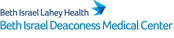 Beth Israel Lahey Health
Beth Israel Deaconess Medical Center